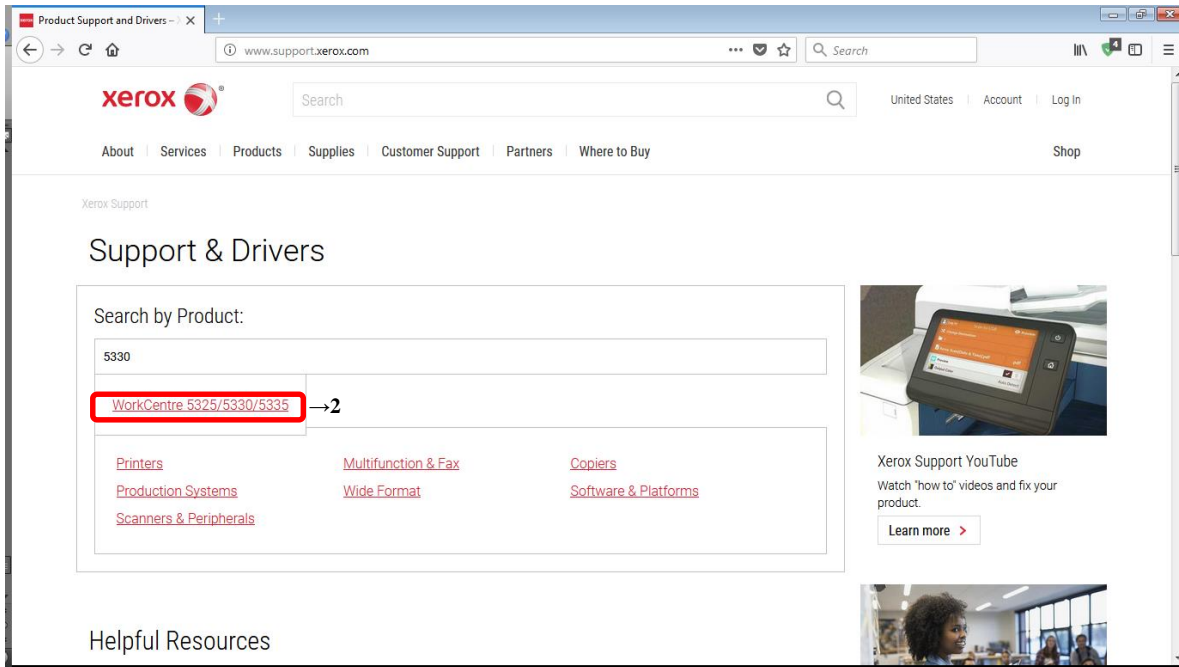 Product Support and Drivers –
www.support.xerox.com
Search
4
xerox
Search
United States
Account
Log In
About
Services
Products
Supplies
Customer Support
Partners
Where to Buy
Shop
Xerox Support
Support & Drivers
Search by Product:
5330
WorkCentre 5325/5330/5335
→2
Printers
Multifunction & Fax
Copiers
Production Systems
Wide Format
Software & Platforms
Scanners & Peripherals
Xerox Support YouTube
Watch "how to" videos and fix your
product.
Learn more >
Helpful Resources